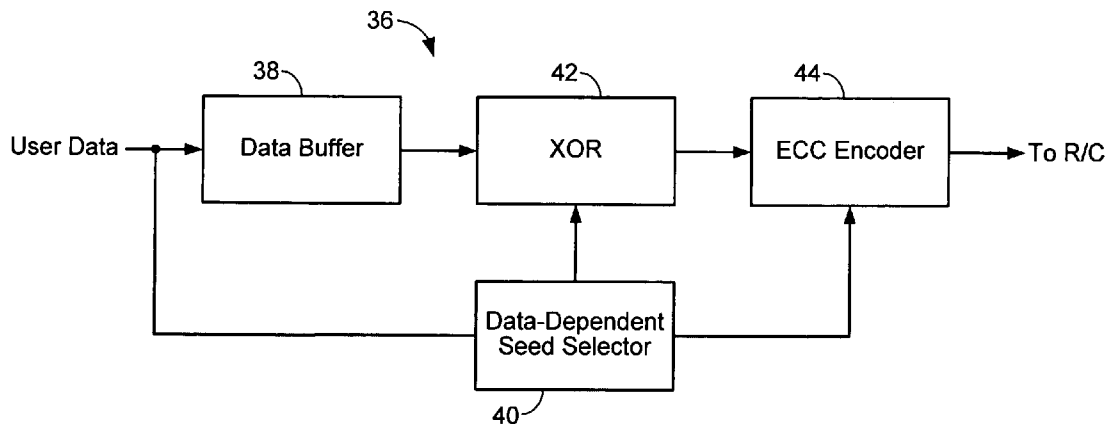 36
38
42
44
User Data
Data Buffer
XOR
ECC Encoder
To R/C
Data-Dependent
Seed Selector
40